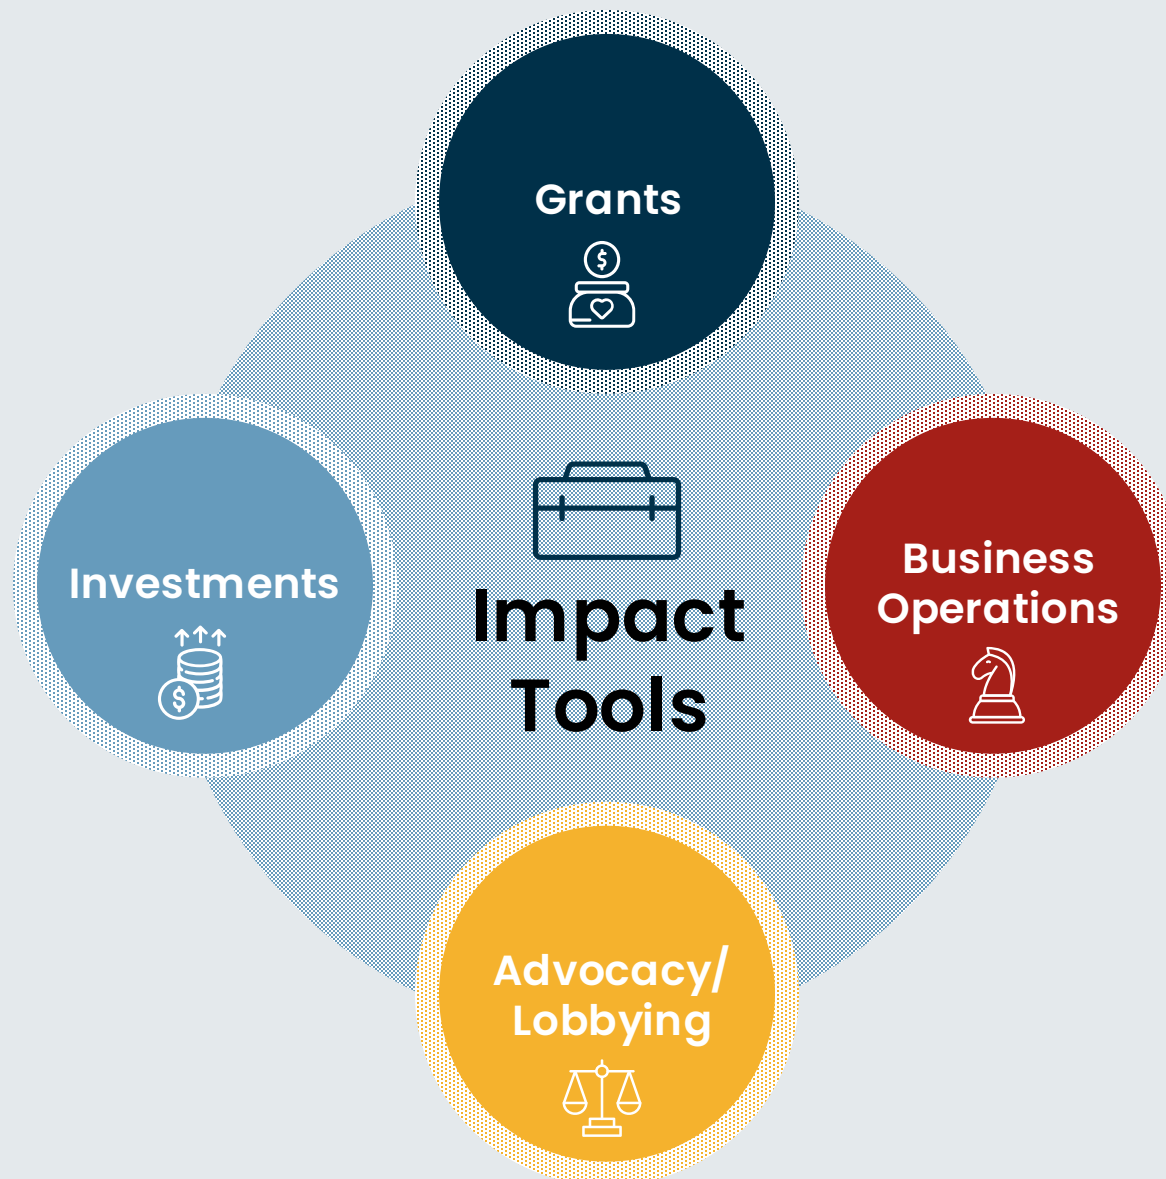 Grants
$
Investments
$
Impact
Tools
Business
Operations
Advocacy/
Lobbying